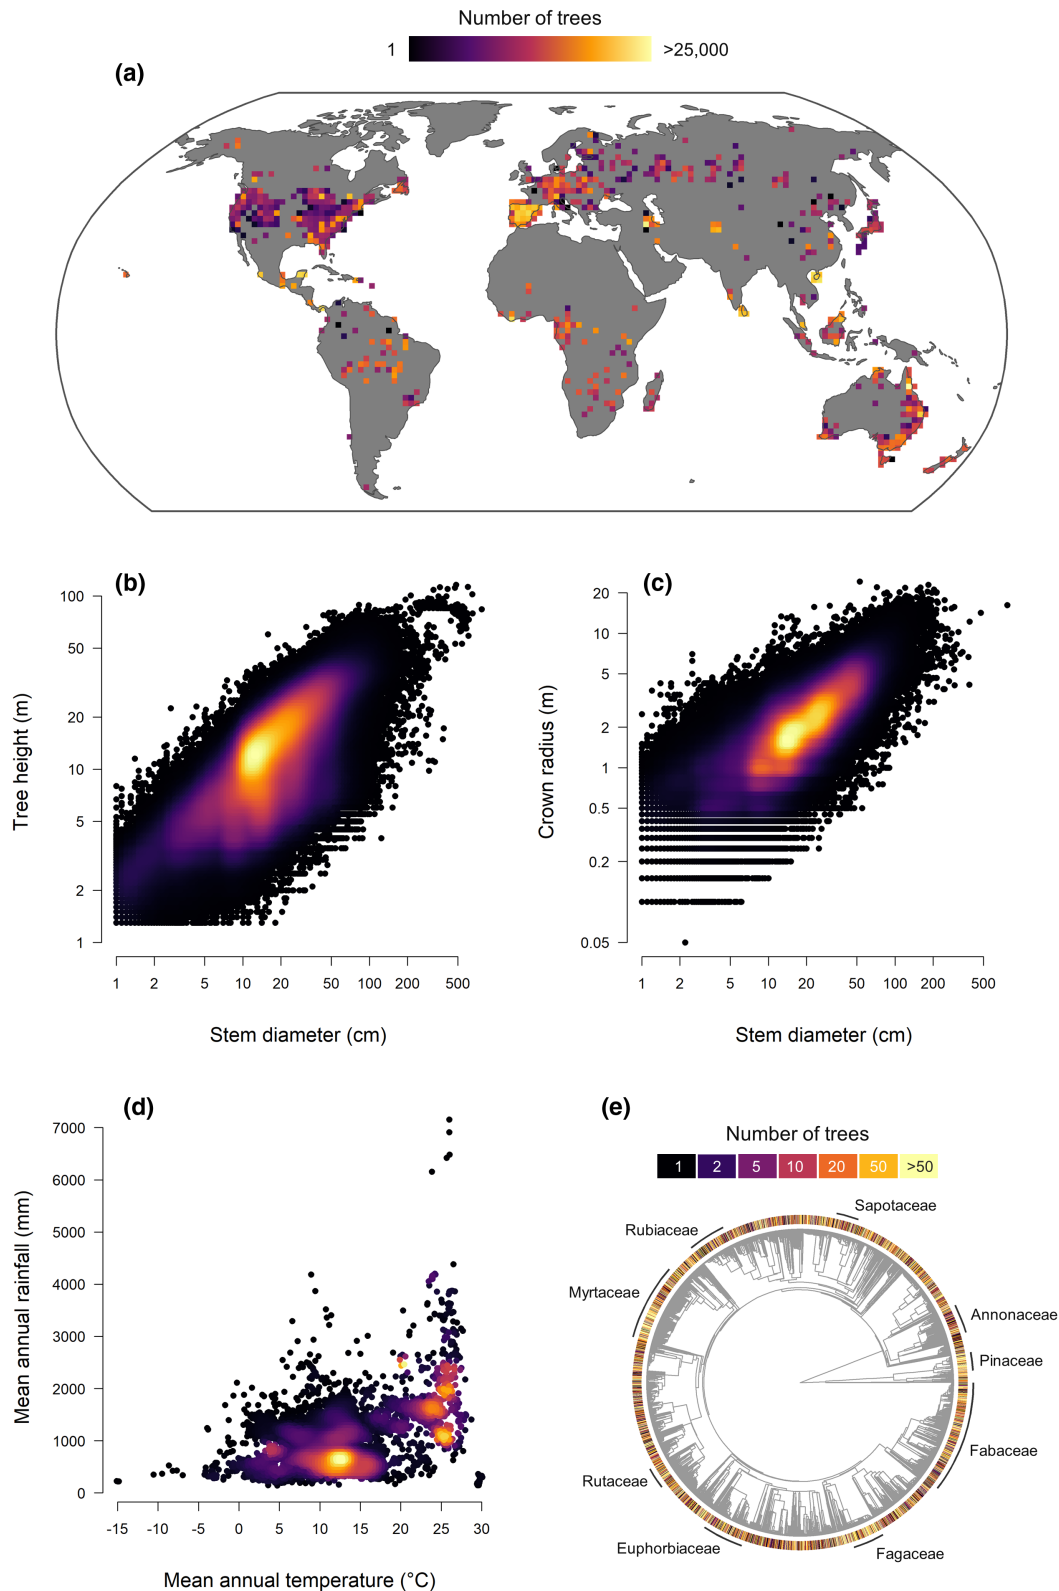 Number of trees
1 >25,000
(a)
(b)
(c)
100
50
20
10
5
2
1
Tree height (m)
1 2 5 10 20 50 100 200 500
Stem diameter (cm)
20
10
5
2
1
0.5
0.2
0.05
Crown radius (m)
1 2 5 10 20 50 100 200 500
Stem diameter (cm)
(d)
7000
6000
5000
4000
3000
2000
1000
0
Mean annual rainfall (mm)
-15 -10 -5 0 5 10 15 20 25 30
Mean annual temperature (°C)
(e)
Number of trees
1 2 5 10 20 50 >50
Sapotaceae
Rubiaceae
Myrtaceae
Annonaceae
Pinaceae
Fabaceae
Rutaceae
Euphorbiaceae
Fagaceae